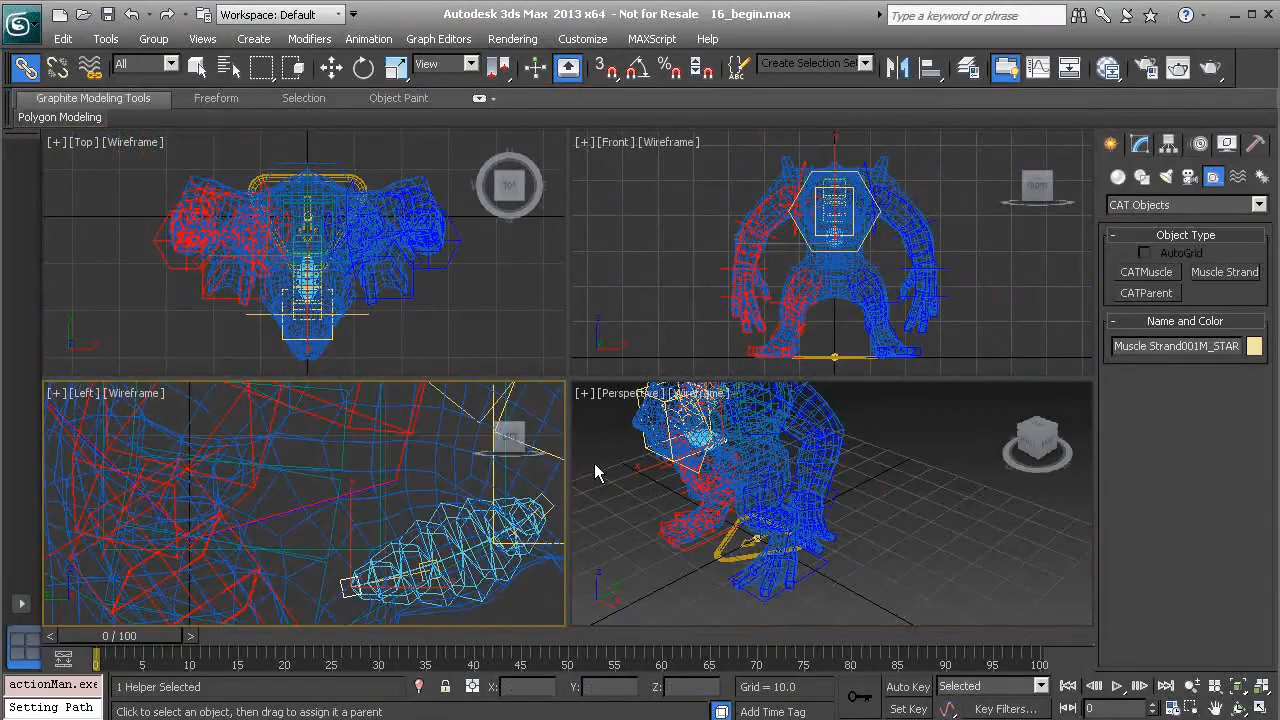 Workspace: Default
Autodesk 3ds Max 2013 x64 - Not for Resale 16_begin.max
Type a keyword or phrase
Edit Tools Group Views Create Modifiers Animation Graph Editors Rendering Customize MAXScript Help
All View Create Selection Se
Graphite Modeling Tools Freeform Selection Object Paint
Polygon Modeling
[+] [Top] [Wireframe]
[+] [Front] [Wireframe]
TOP
FRONT
CAT Objects
- Object Type
AutoGrid
CATMuscle Muscle Strand
CATParent
- Name and Color
Muscle Strand001M_STAR
[+] [Left] [Wireframe]
[+] [Perspective] [Wireframe]
< 0 / 100 >
0 5 10 15 20 25 30 35 40 45 50 55 60 65 70 75 80 85 90 95 100
actionMan.exe
1 Helper Selected X: Y: Z: Grid = 10.0 Auto Key Selected
Setting Path
Click to select an object, then drag to assign it a parent Add Time Tag Set Key Key Filters... 0